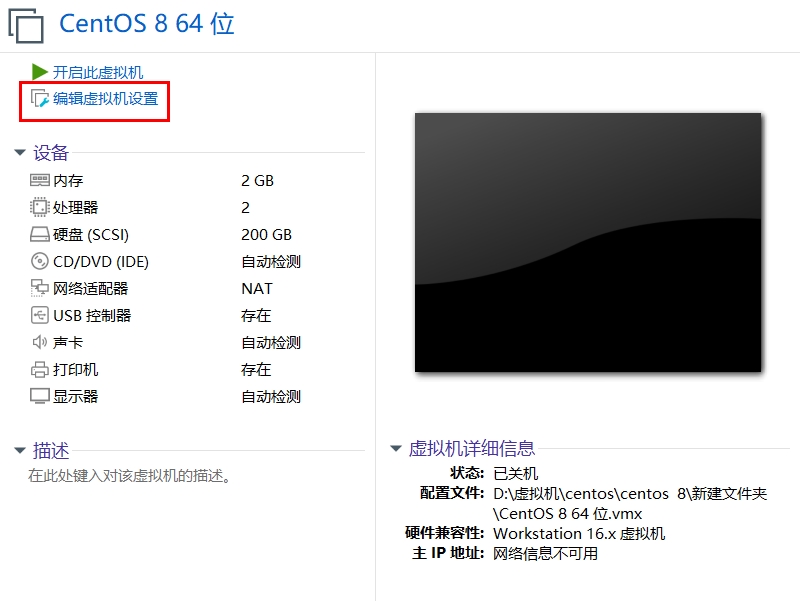 CentOS 8 64 位
开启此虚拟机
编辑虚拟机设置
设备
内存 2 GB
处理器 2
硬盘 (SCSI) 200 GB
CD/DVD (IDE) 自动检测
网络适配器 NAT
USB 控制器 存在
声卡 自动检测
打印机 存在
显示器 自动检测
描述
在此处键入对该虚拟机的描述。
虚拟机详细信息
状态: 已关机
配置文件: D:\虚拟机\centos\centos 8\新建文件夹
\CentOS 8 64 位.vmx
硬件兼容性: Workstation 16.x 虚拟机
主 IP 地址: 网络信息不可用